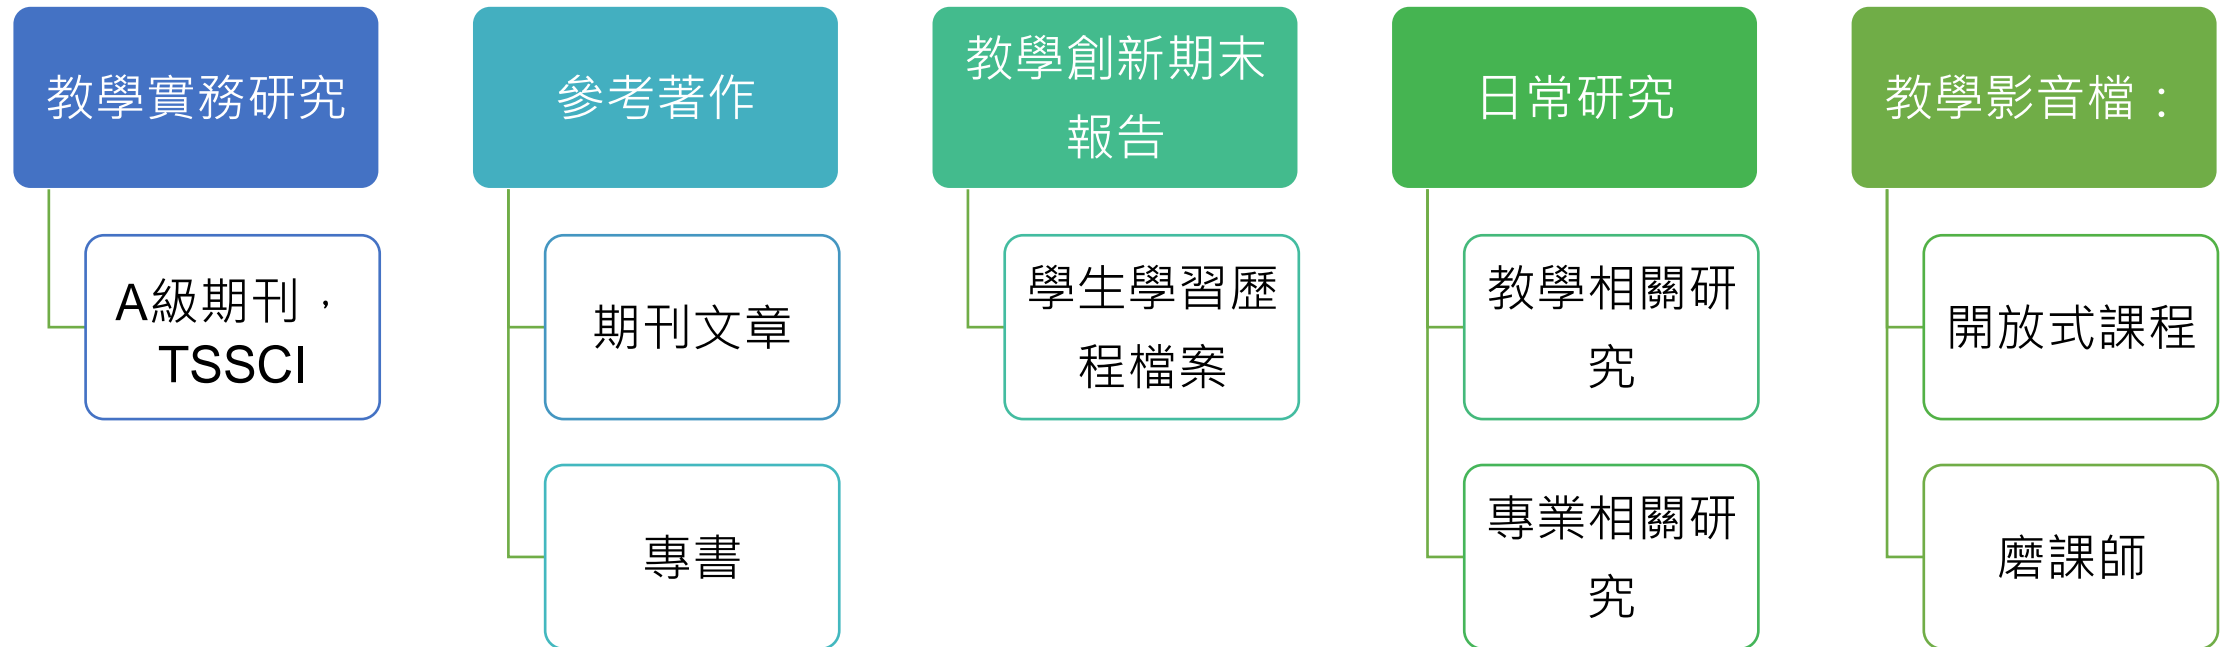 教學實務研究
A級期刊，
TSSCI
參考著作
期刊文章
專書
教學創新期末
報告
學生學習歷
程檔案
日常研究
教學相關研
究
專業相關研
究
教學影音檔：
開放式課程
磨課師